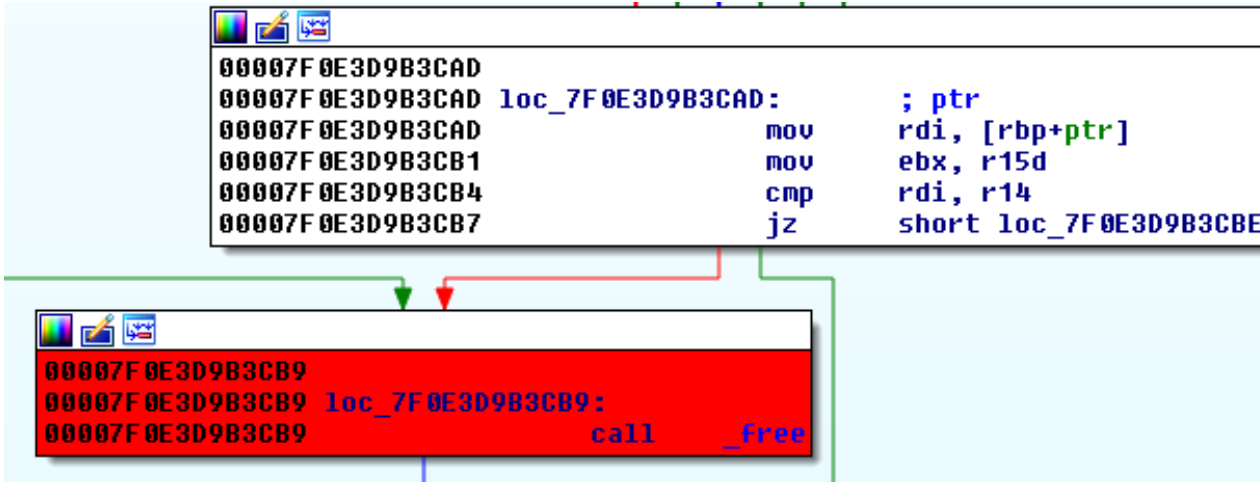 00007F0E3D9B3CAD
00007F0E3D9B3CAD loc_7F0E3D9B3CAD: ; ptr
00007F0E3D9B3CAD mov rdi, [rbp+ptr]
00007F0E3D9B3CB1 mov ebx, r15d
00007F0E3D9B3CB4 cmp rdi, r14
00007F0E3D9B3CB7 jz short loc_7F0E3D9B3CBE
00007F0E3D9B3CB9
00007F0E3D9B3CB9 loc_7F0E3D9B3CB9:
00007F0E3D9B3CB9 call _free